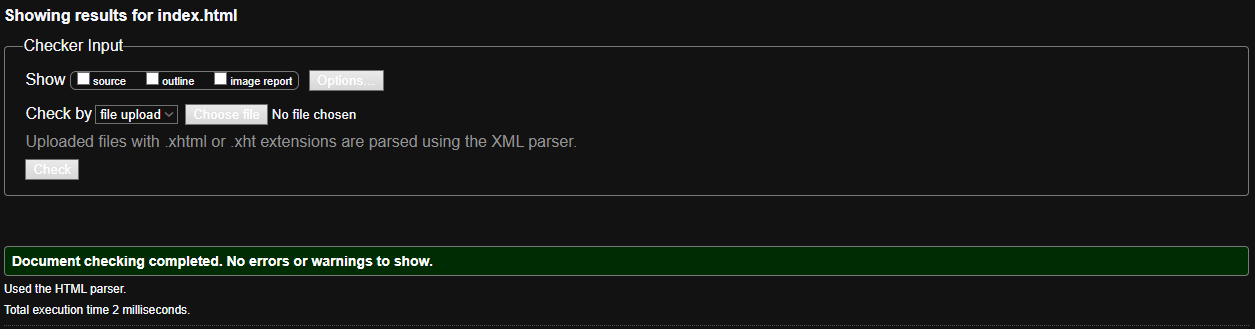 Showing results for index.html
Checker Input
Show source outline image report Options...
Check by file upload Choose file No file chosen
Uploaded files with .xhtml or .xht extensions are parsed using the XML parser.
Check
Document checking completed. No errors or warnings to show.
Used the HTML parser.
Total execution time 2 milliseconds.